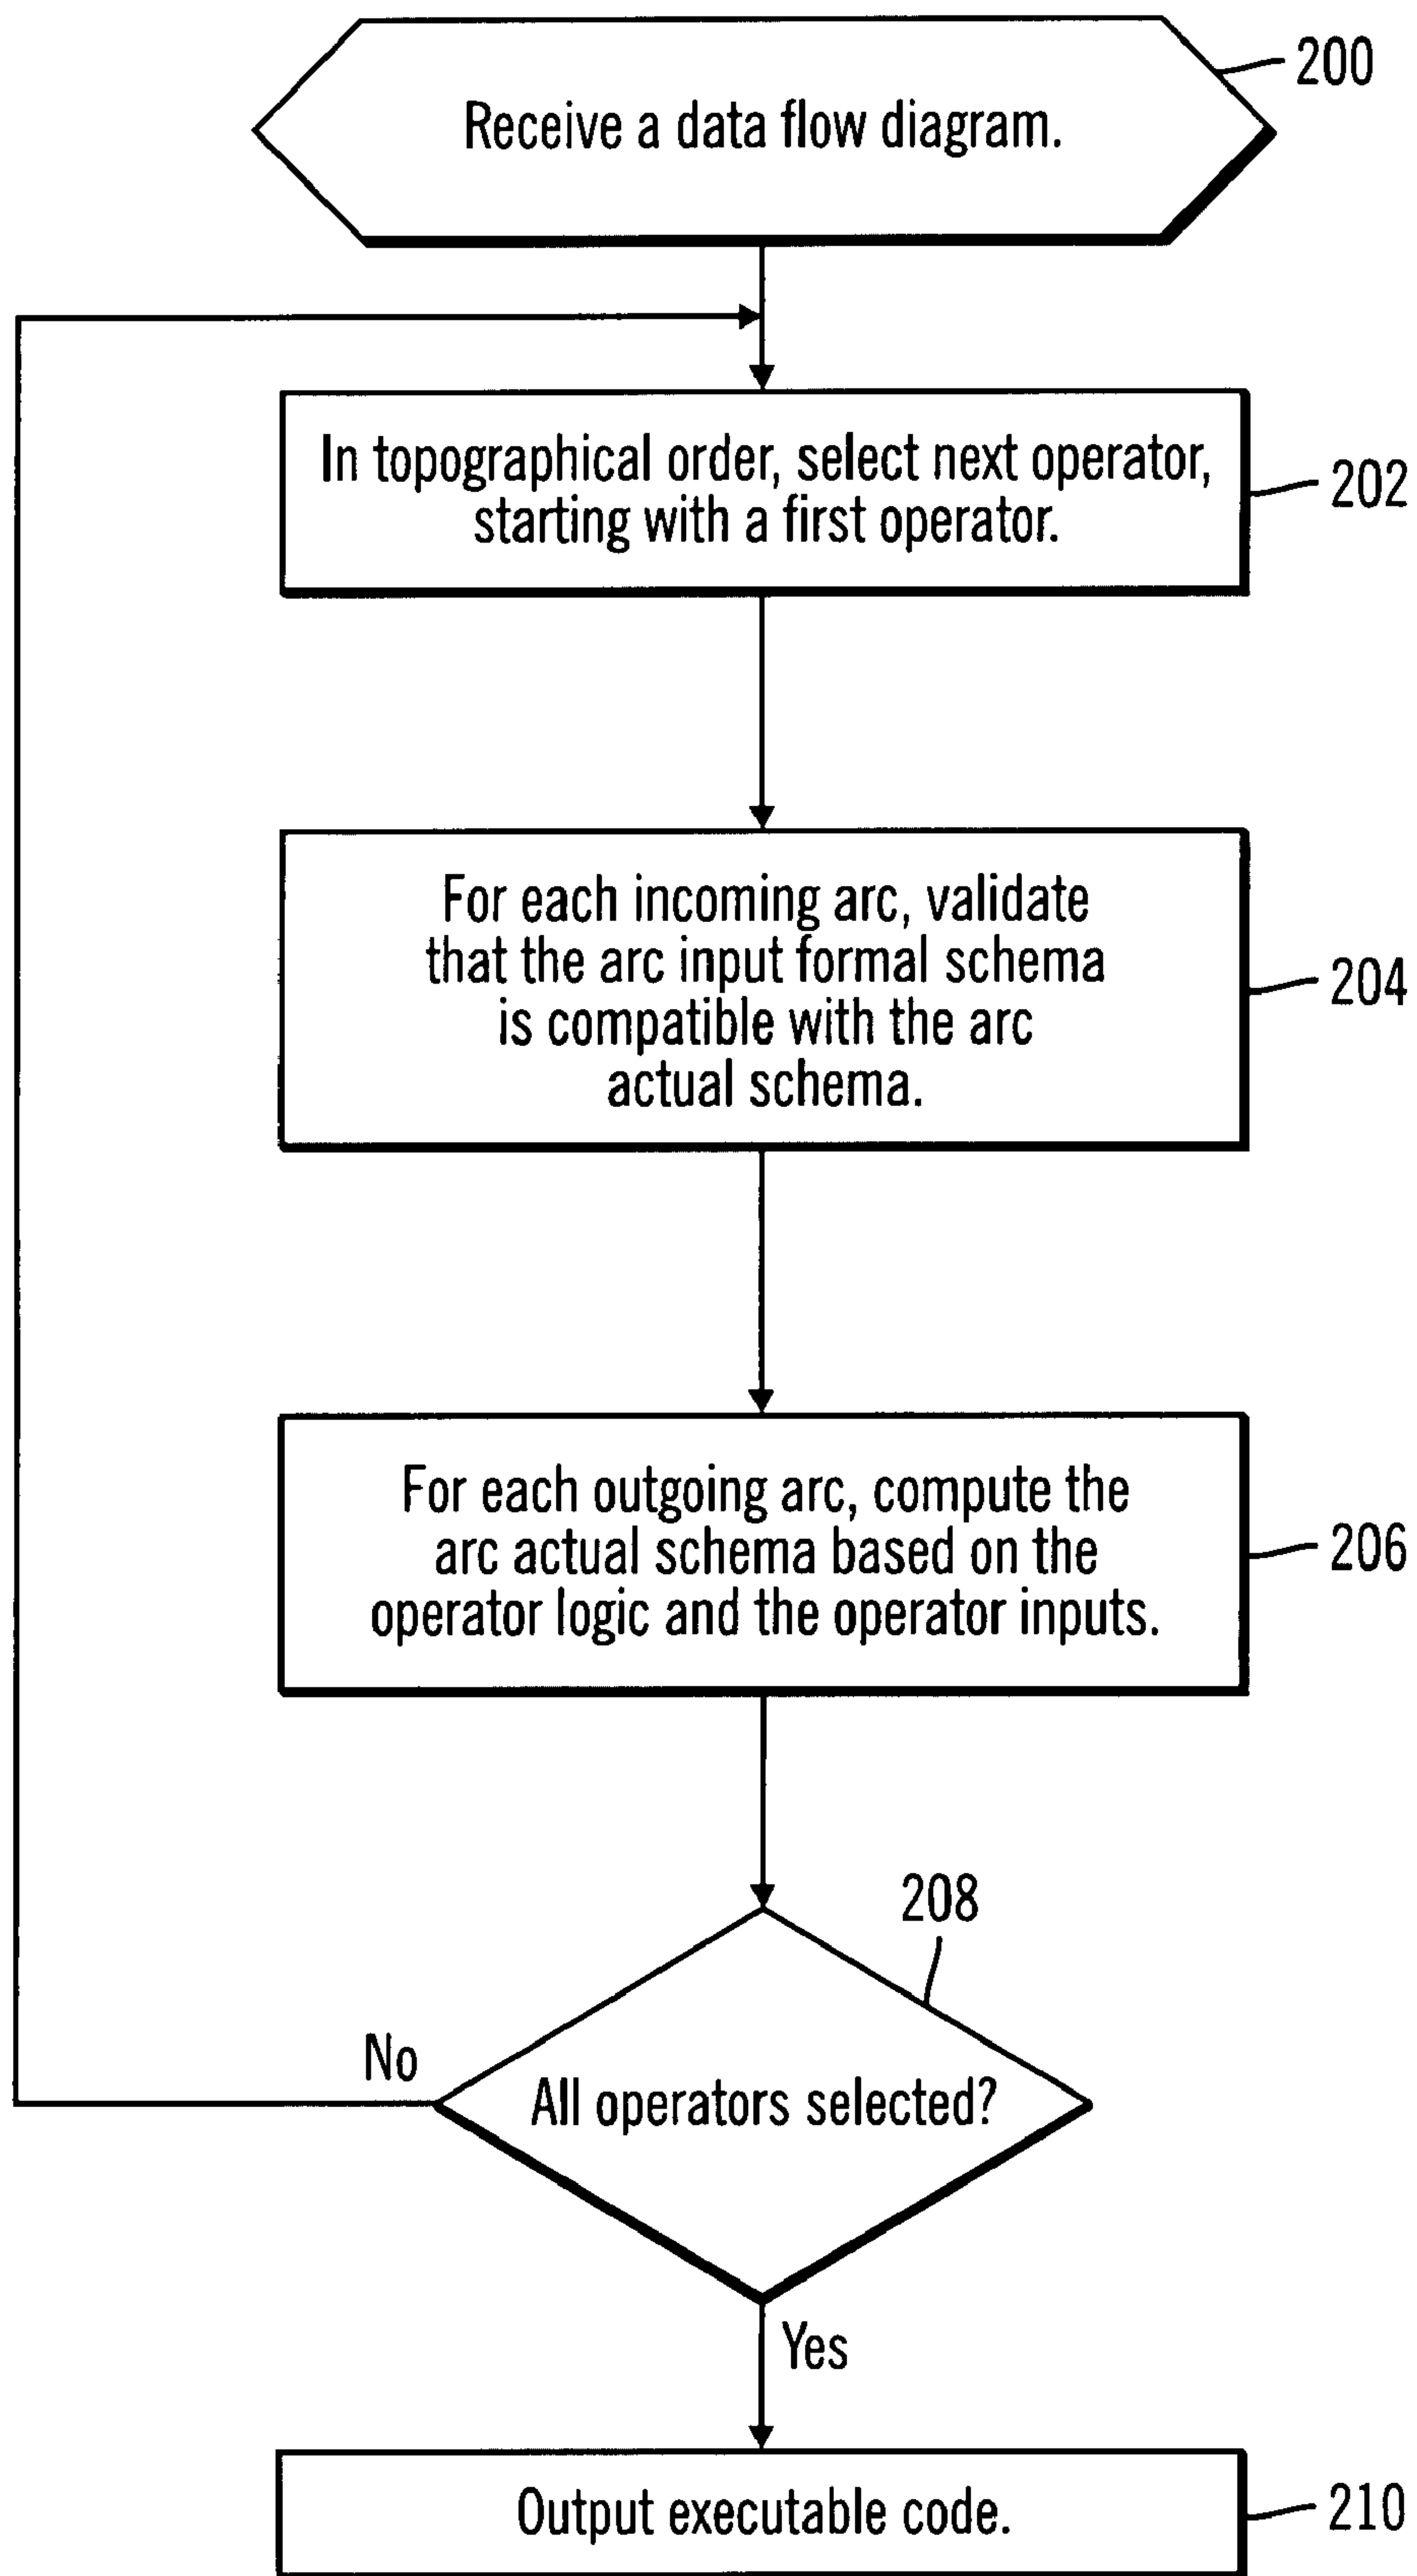 Receive a data flow diagram.
200
In topographical order, select next operator,
starting with a first operator.
202
For each incoming arc, validate
that the arc input formal schema
is compatible with the arc
actual schema.
204
For each outgoing arc, compute the
arc actual schema based on the
operator logic and the operator inputs.
206
208
No
All operators selected?
Yes
Output executable code.
210